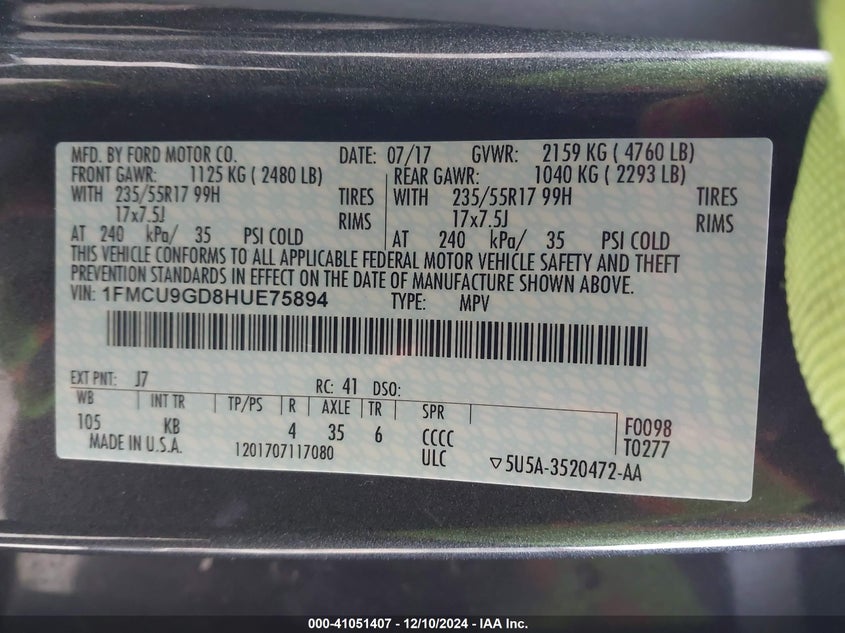 MFD. BY FORD MOTOR CO. DATE: 07/17 GVWR: 2159 KG ( 4760 LB)
FRONT GAWR: 1125 KG ( 2480 LB) REAR GAWR: 1040 KG ( 2293 LB)
WITH 235/55R17 99H TIRES WITH 235/55R17 99H TIRES
17x7.5J RIMS 17x7.5J RIMS
AT 240 kPa/ 35 PSI COLD AT 240 kPa/ 35 PSI COLD
THIS VEHICLE CONFORMS TO ALL APPLICABLE FEDERAL MOTOR VEHICLE SAFETY AND THEFT
PREVENTION STANDARDS IN EFFECT ON THE DATE OF MANUFACTURE SHOWN ABOVE.
VIN: 1FMCU9GD8HUE75894 TYPE: MPV
EXT PNT: J7 RC: 41 DSO:
WB INT TR TP/PS R AXLE TR SPR
105 KB 4 35 6 CCCC F0098
MADE IN U.S.A. 1201707117080 ULC T0277
▽5U5A-3520472-AA
000-41051407 - 12/10/2024 - IAA Inc.